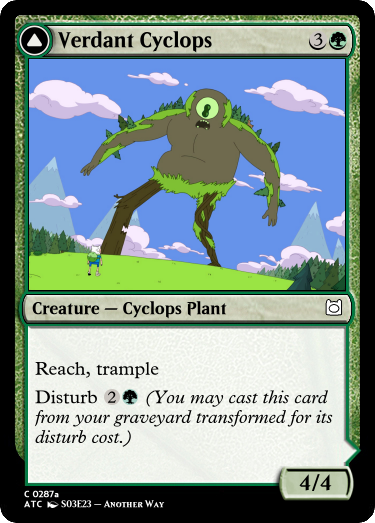 Verdant Cyclops 3
Creature — Cyclops Plant
Reach, trample
Disturb 2 (You may cast this card
from your graveyard transformed for its
disturb cost.)
4/4
C 0287a
ATC S03E23 – Another Way